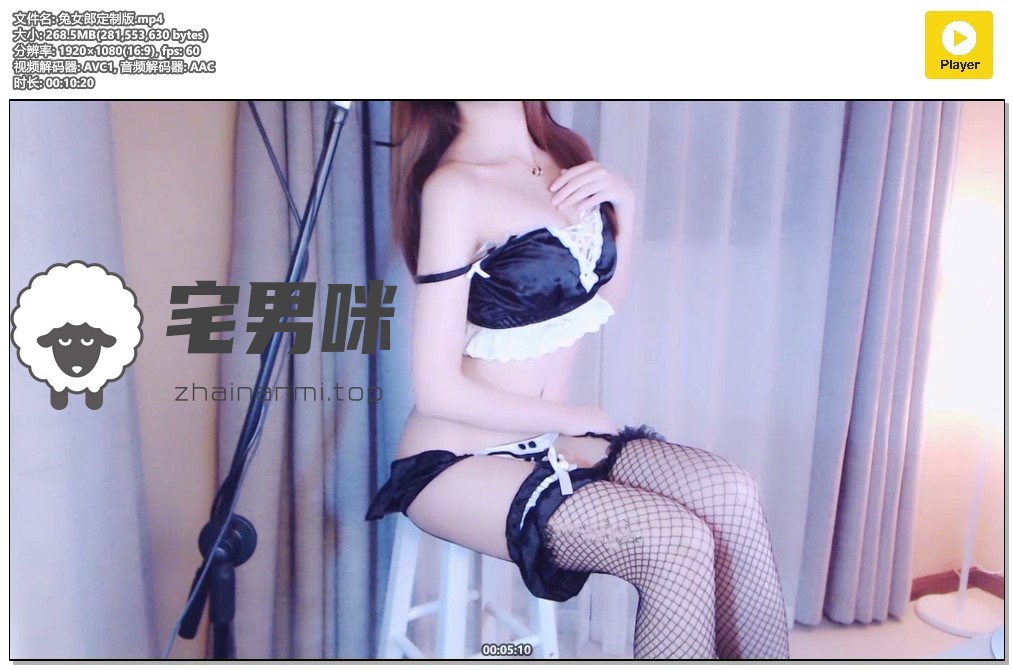 文件名: 兔女郎定制版.mp4
大小: 268.5MB(281,553,630 bytes)
分辨率: 1920×1080(16:9), fps: 60
视频解码器: AVC1, 音频解码器: AAC
时长: 00:10:20
Player
宅男咪
zhainanmi.top
00:05:10